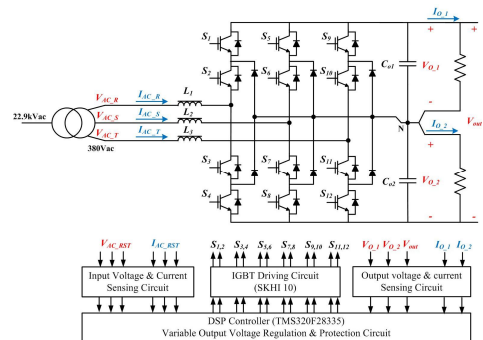 S1 S5 S9
IO_1
+ +
S2 S6 S10
Co1 VO_1
VAC_R IAC_R L1
-
22.9kVac
VAC_S IAC_S L2
N IO_2 Vout
VAC_T IAC_T L3
+
380Vac
S3 S7 S11
Co2 VO_2
S4 S8 S12
- -
VAC_RST IAC_RST S1,2 S3,4 S5,6 S7,8 S9,10 S11,12 VO_1 VO_2 Vout IO_1 IO_2
Input Voltage & Current
Sensing Circuit
IGBT Driving Circuit
(SKHI 10)
Output voltage & current
Sensing Circuit
DSP Controller (TMS320F28335)
Variable Output Voltage Regulation & Protection Circuit